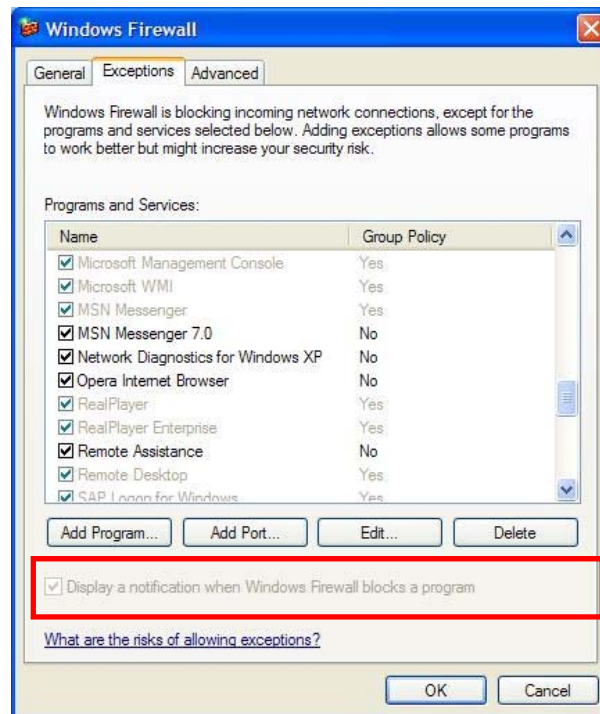 Windows Firewall
General Exceptions Advanced
Windows Firewall is blocking incoming network connections, except for the
programs and services selected below. Adding exceptions allows some programs
to work better but might increase your security risk.
Programs and Services:
Name Group Policy
Microsoft Management Console Yes
Microsoft WMI Yes
MSN Messenger Yes
MSN Messenger 7.0 No
Network Diagnostics for Windows XP No
Opera Internet Browser No
RealPlayer Yes
RealPlayer Enterprise Yes
Remote Assistance No
Remote Desktop Yes
SAP Logon for Windows Yes
Add Program... Add Port... Edit... Delete
Display a notification when Windows Firewall blocks a program
What are the risks of allowing exceptions?
OK Cancel